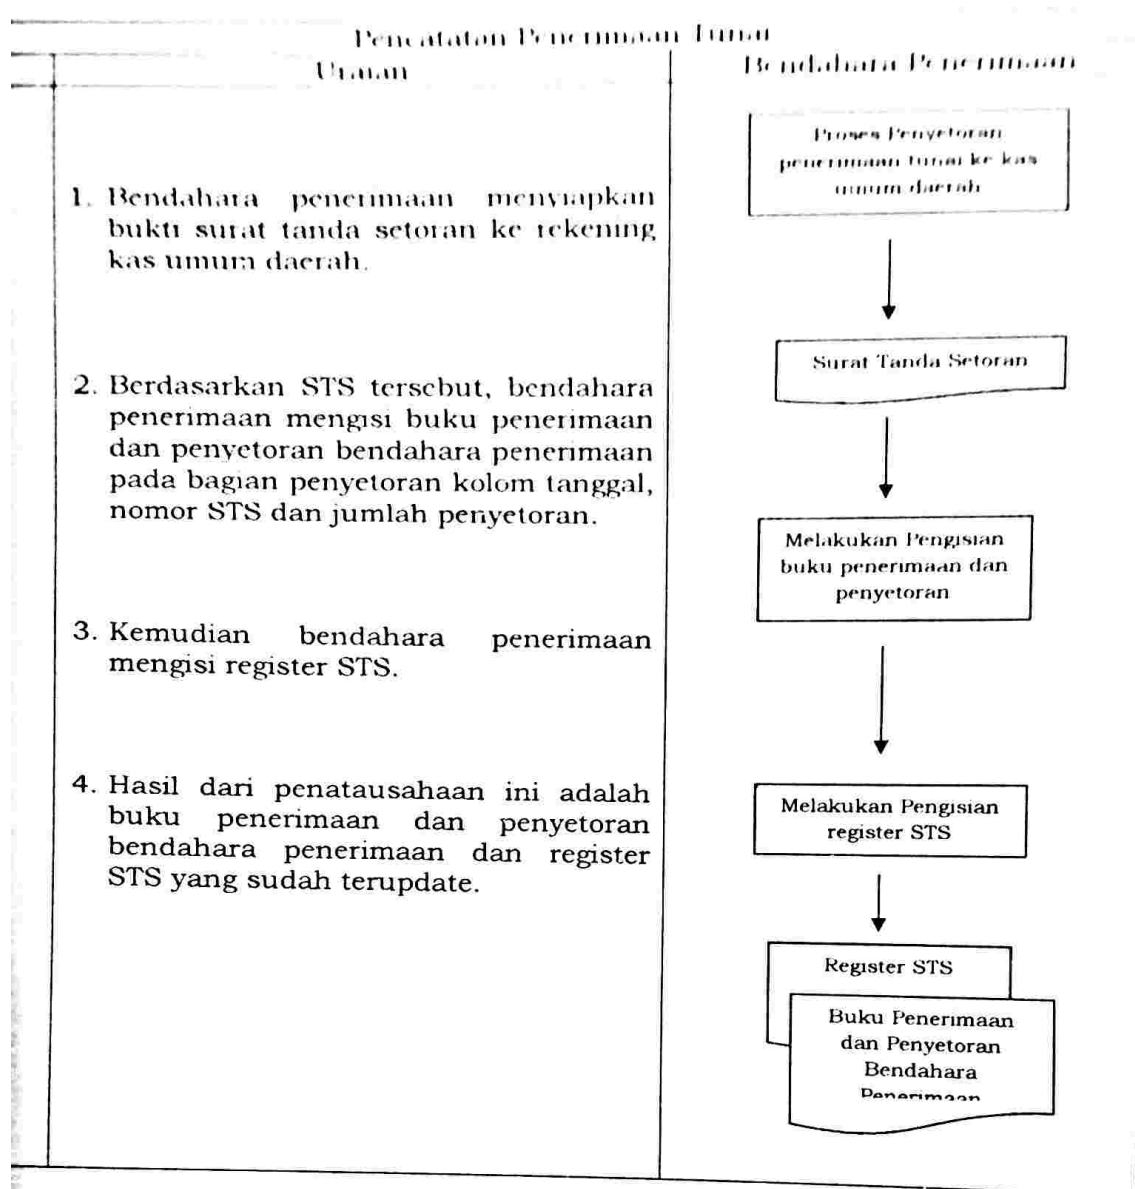 Pencatatan Penerimaan Tunai
Uraian
Bendahara Penerimaan
1. Bendahara penerimaan menyiapkan
bukti surat tanda setoran ke rekening
kas umum daerah.
2. Berdasarkan STS tersebut, bendahara
penerimaan mengisi buku penerimaan
dan penyetoran bendahara penerimaan
pada bagian penyetoran kolom tanggal,
nomor STS dan jumlah penyetoran.
3. Kemudian bendahara penerimaan
mengisi register STS.
4. Hasil dari penatausahaan ini adalah
buku penerimaan dan penyetoran
bendahara penerimaan dan register
STS yang sudah terupdate.
Proses Penyetoran
penerimaan tunai ke kas
umum daerah
Surat Tanda Setoran
Melakukan Pengisian
buku penerimaan dan
penyetoran
Melakukan Pengisian
register STS
Register STS
Buku Penerimaan
dan Penyetoran
Bendahara
Penerimaan